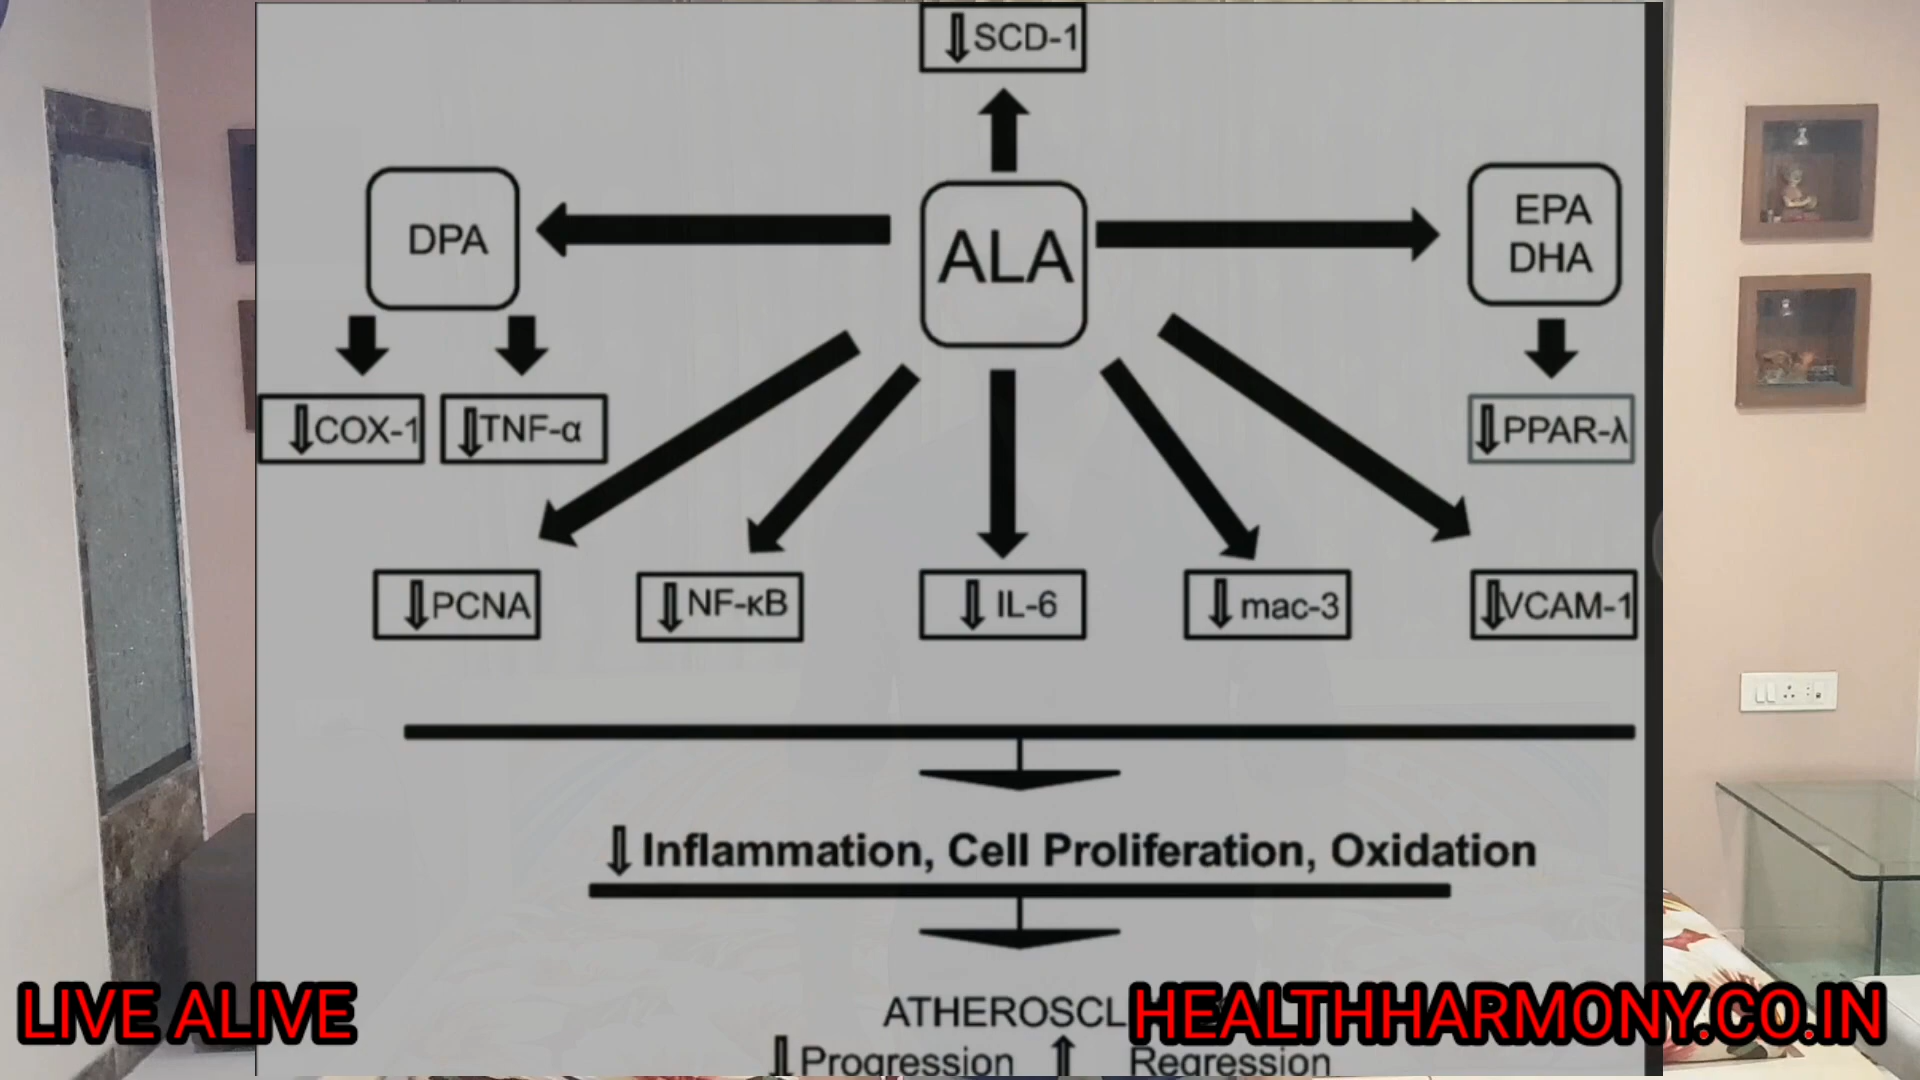 ⇓SCD-1
DPA
ALA
EPA
DHA
⇓COX-1
⇓TNF-α
⇓PPAR-λ
⇓PCNA
⇓NF-κB
⇓IL-6
⇓mac-3
⇓VCAM-1
⇓Inflammation, Cell Proliferation, Oxidation
ATHEROSCL
LIVE ALIVE
HEALTHHARMONY.CO.IN
⇓Progression ⇑ Regression